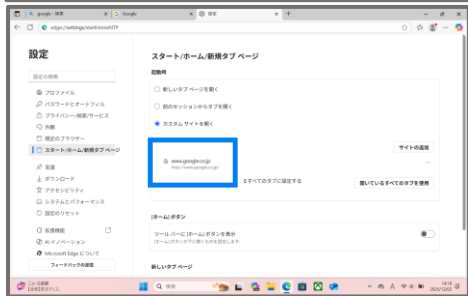 google - 検索
Google
設定
edge://settings/startHomeNTP
設定
設定の検索
プロファイル
パスワードとオートフィル
プライバシー/検索/サービス
外観
既定のブラウザー
スタート/ホーム/新規タブ ページ
言語
ダウンロード
アクセシビリティ
システムとパフォーマンス
設定のリセット
拡張機能
AI イノベーション
Microsoft Edge について
フィードバックの送信
スタート/ホーム/新規タブ ページ
起動時
新しいタブ ページを開く
前のセッションからタブを開く
カスタム サイトを開く
サイトの追加
www.google.co.jp
http://www.google.co.jp/
るすべてのタブに設定する
開いているすべてのタブを使用
[ホーム] ボタン
ツール バーに [ホーム] ボタンを表示
新しいタブ ページ
検索
14:19
2025/12/02